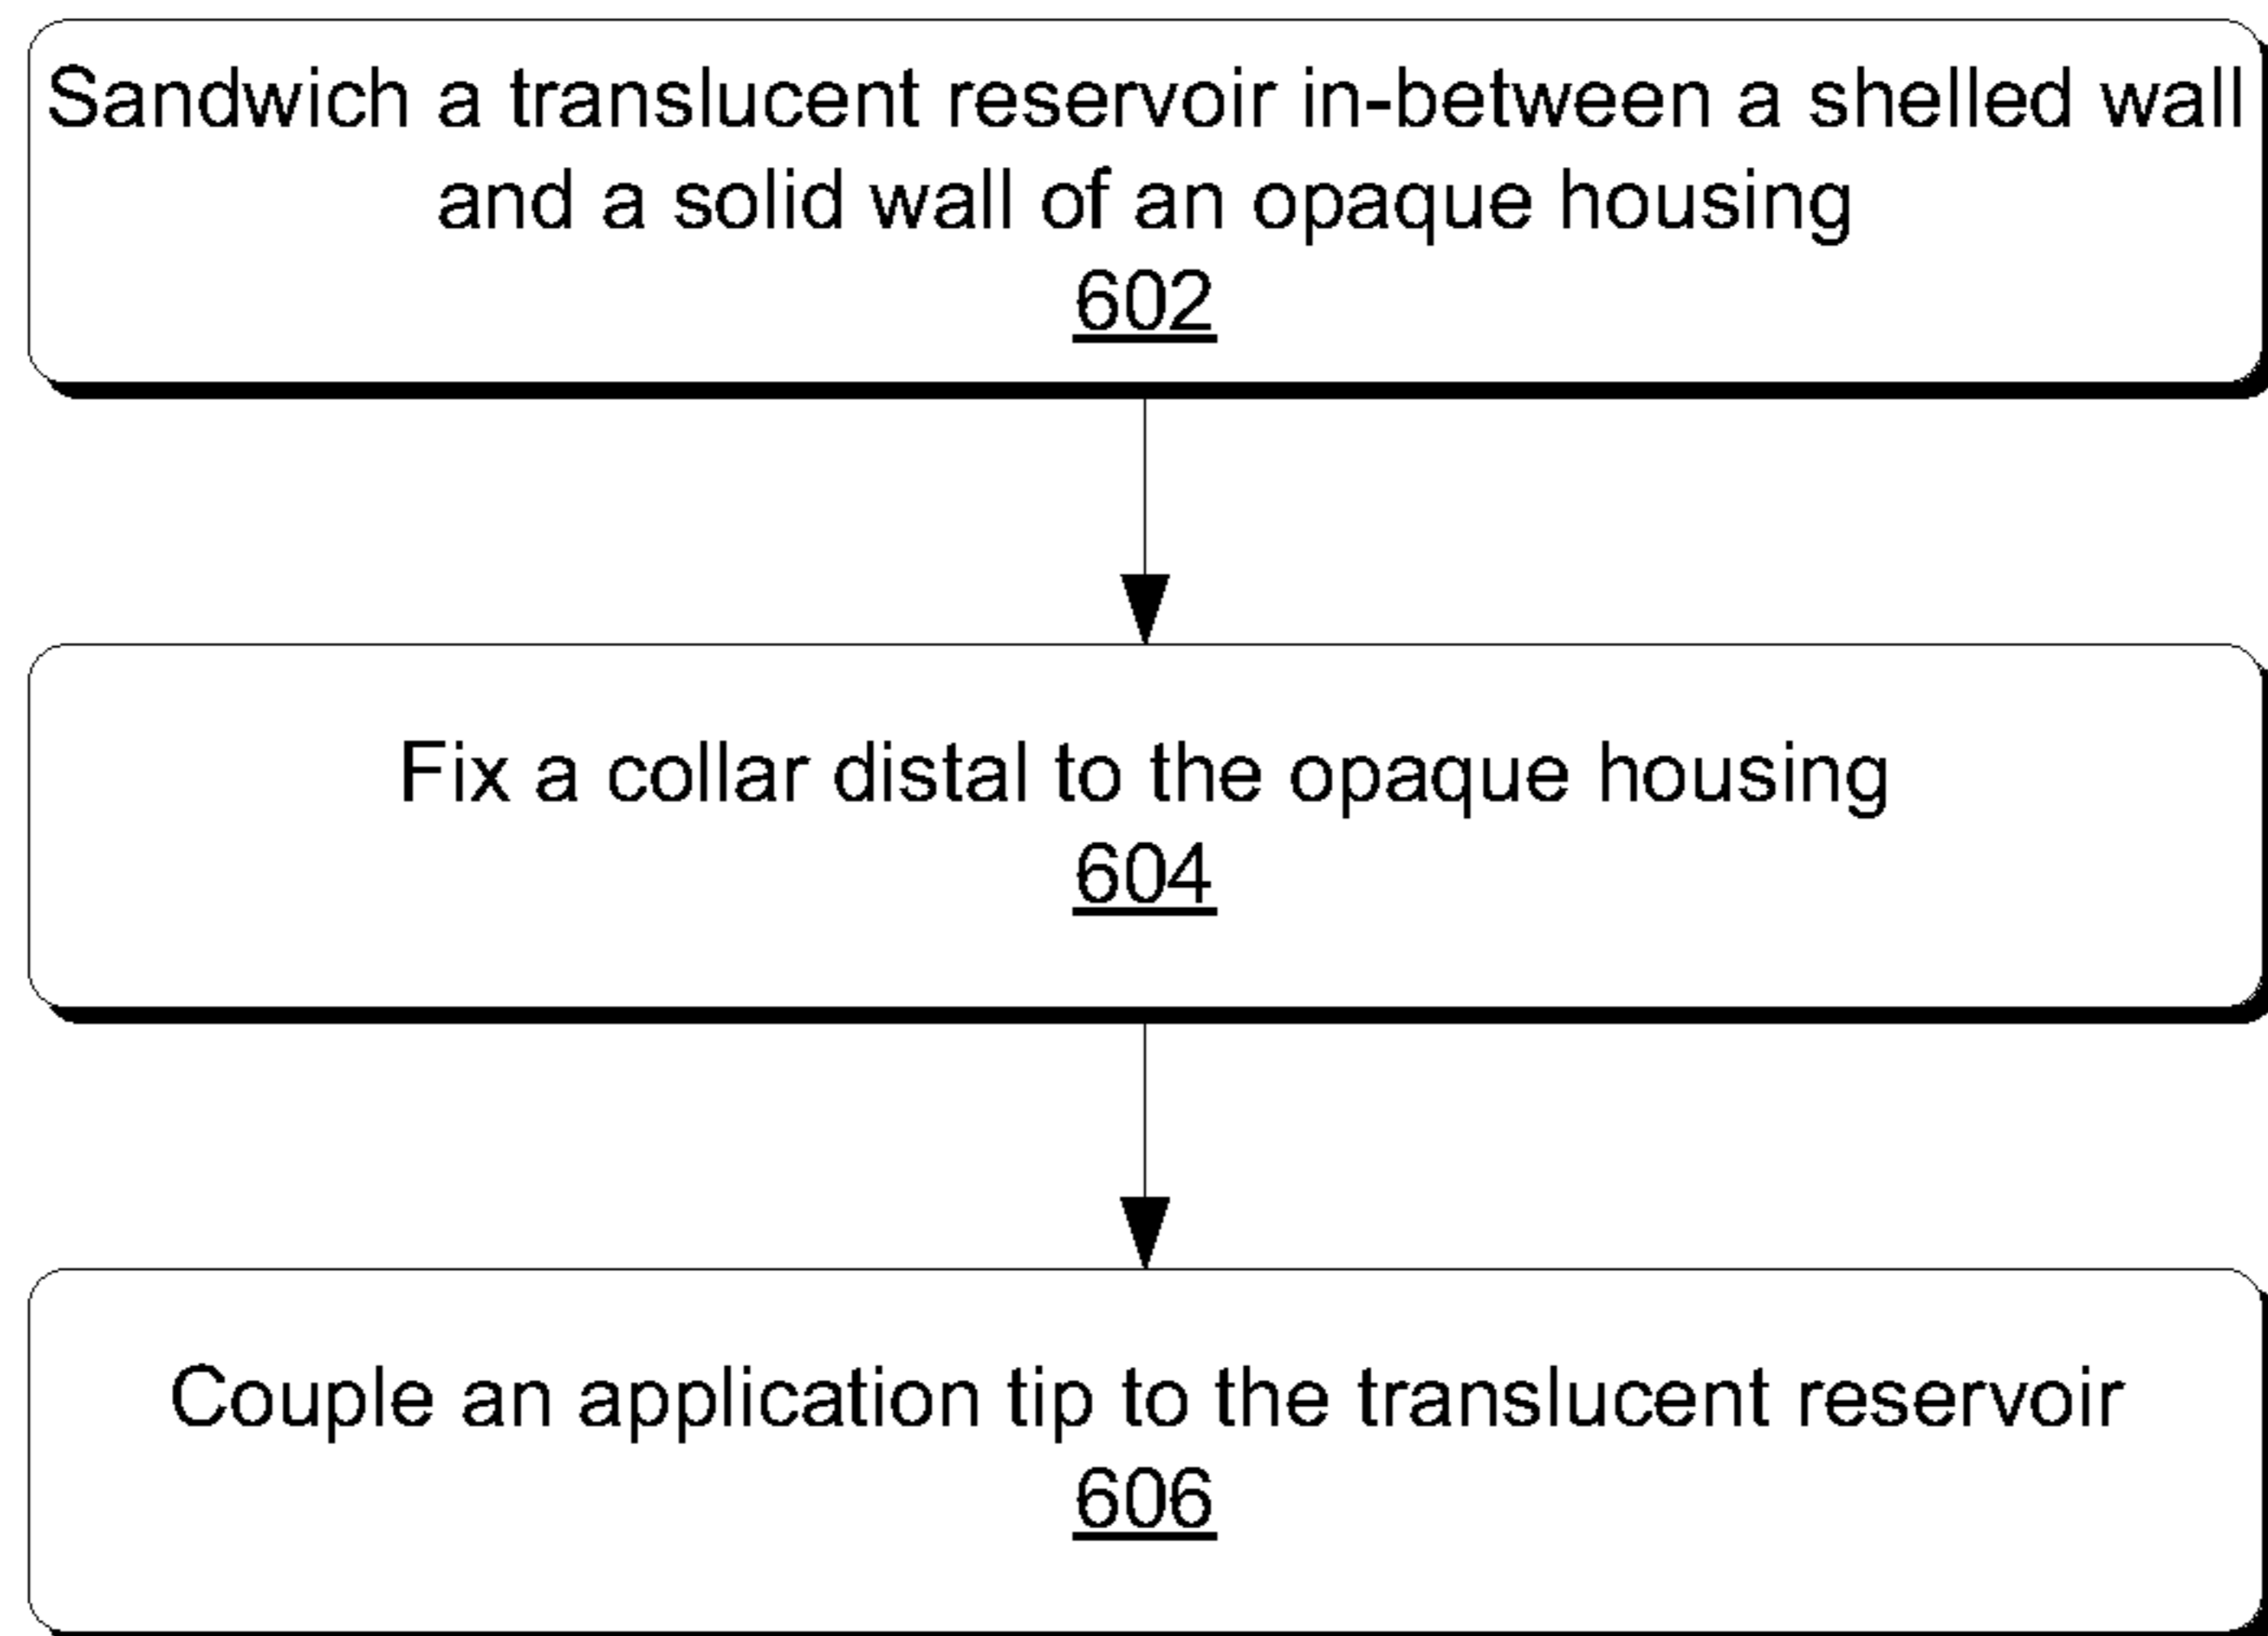 Sandwich a translucent reservoir in-between a shelled wall
and a solid wall of an opaque housing
602
Fix a collar distal to the opaque housing
604
Couple an application tip to the translucent reservoir
606